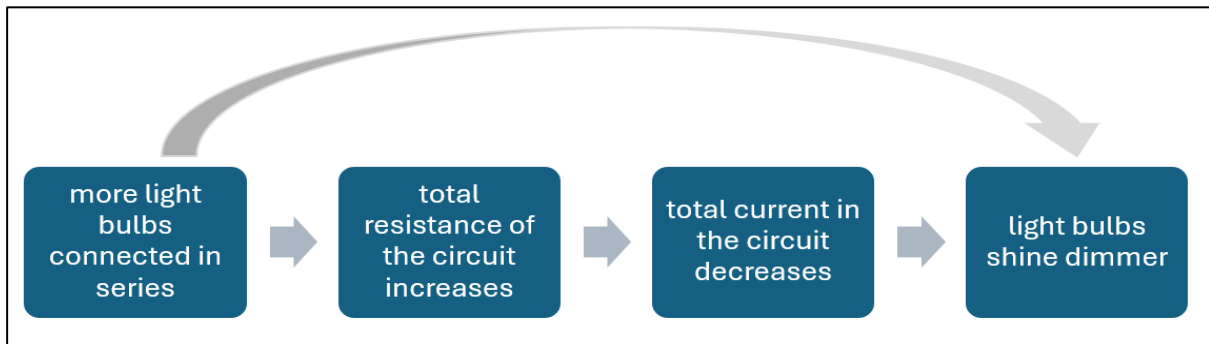 more light
bulbs
connected in
series
total
resistance of
the circuit
increases
total current in
the circuit
decreases
light bulbs
shine dimmer